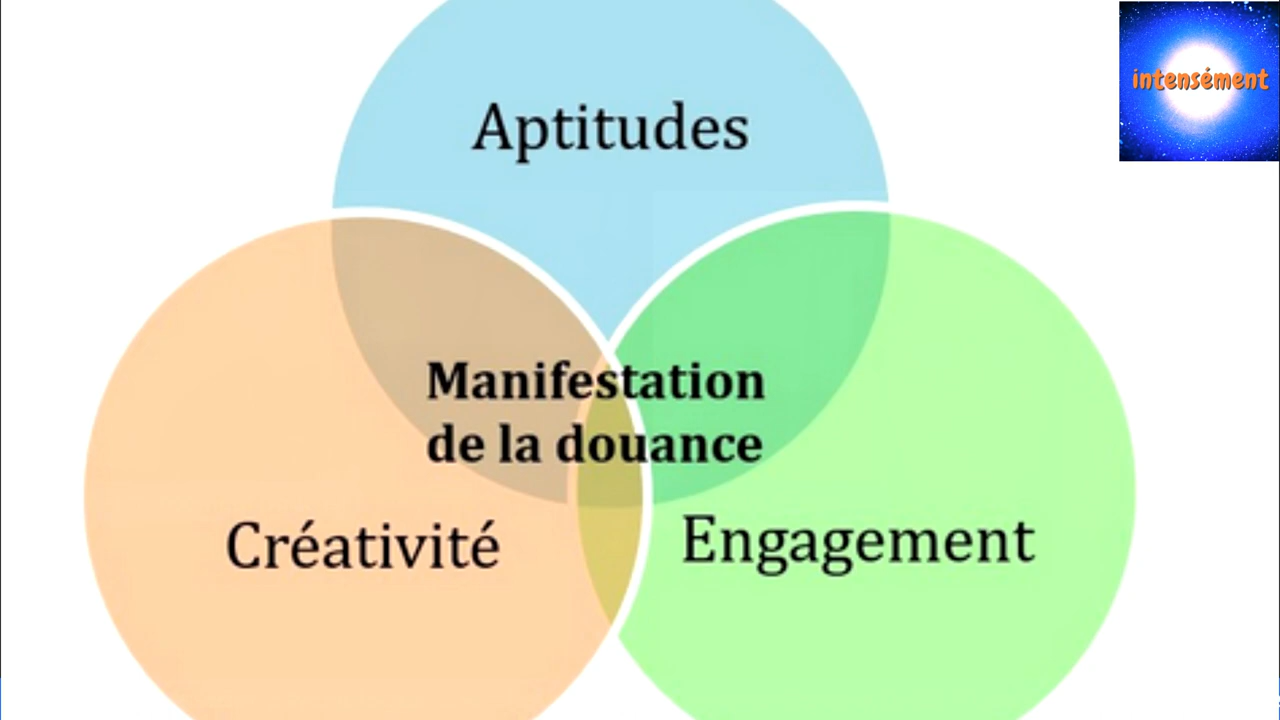 intensément
Aptitudes
Manifestation
de la douance
Créativité
Engagement